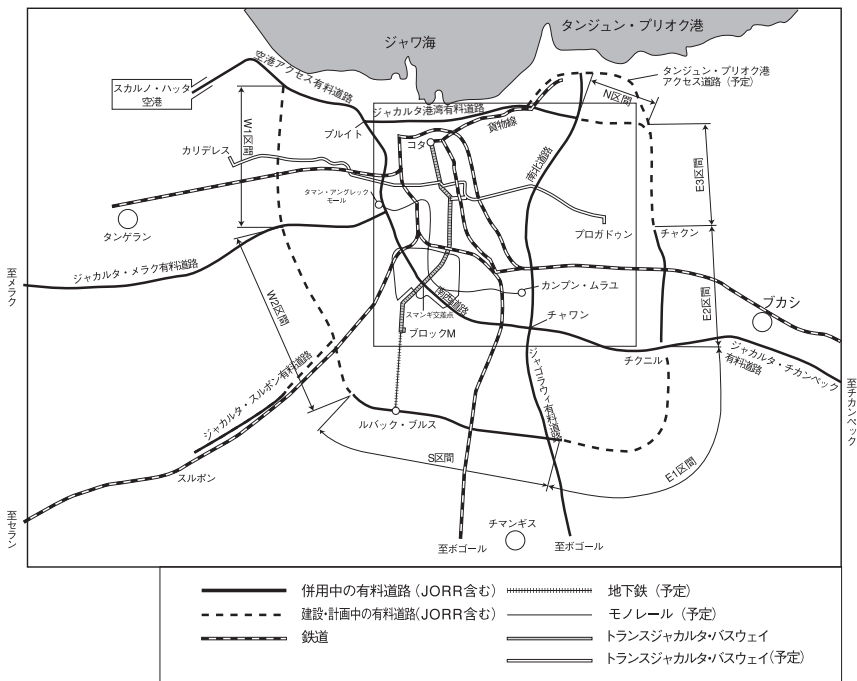 ジャワ海
タンジュン・プリオク港
空港アクセス有料道路
スカルノ・ハッタ
空港
タンジュン・プリオク港
アクセス道路（予定）
N区間
ジャカルタ港湾有料道路
プルイト
貨物線
コタ
W1区間
カリデレス
南北道路
E3区間
タマン・アングレック
モール
タンゲラン
プロガドゥン
チャクン
ジャカルタ・メラク有料道路
至メラク
W2区間
カンプン・ムラユ
南西道路
スマンギ交差点
E2区間
ブカシ
チャワン
ブロックM
チクニル
ジャカルタ・チカンペック
有料道路
至チカンペック
ジャカルタ・スルポン有料道路
ジャゴラウィ有料道路
ルバック・ブルス
S区間
E1区間
スルポン
至セラン
チマンギス
至ボゴール
至ボゴール
併用中の有料道路（JORR含む）
建設・計画中の有料道路（JORR含む）
鉄道
地下鉄（予定）
モノレール（予定）
トランスジャカルタ・バスウェイ
トランスジャカルタ・バスウェイ（予定）